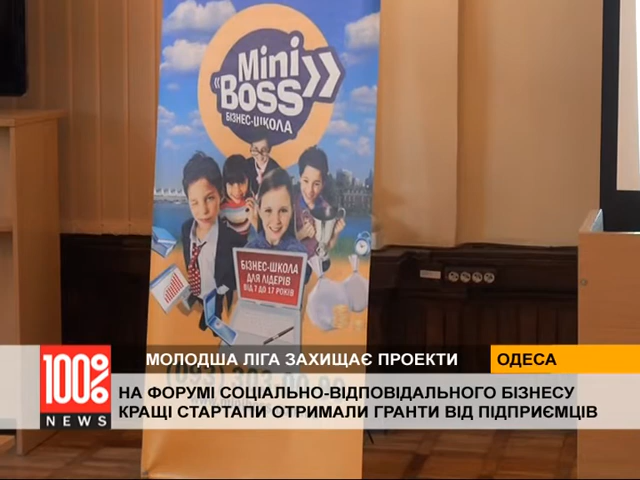 Mini
Boss
БІЗНЕС-ШКОЛА
БІЗНЕС-ШКОЛА
ДЛЯ ЛІДЕРІВ
ВІД 7 ДО 17 РОКІВ
МОЛОДША ЛІГА ЗАХИЩАЄ ПРОЕКТИ
ОДЕСА
100%
NEWS
НА ФОРУМІ СОЦІАЛЬНО-ВІДПОВІДАЛЬНОГО БІЗНЕСУ
КРАЩІ СТАРТАПИ ОТРИМАЛИ ГРАНТИ ВІД ПІДПРИЄМЦІВ